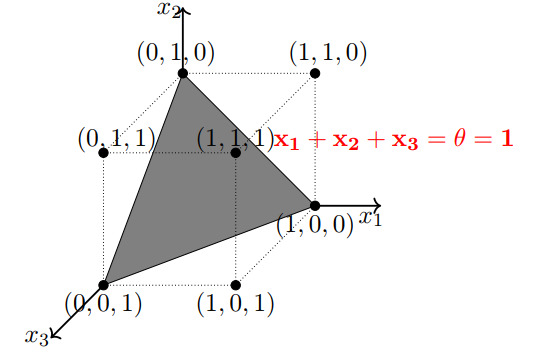 x₂
(0, 1, 0)
(1, 1, 0)
(0, 1, 1)
(1, 1, 1)
x₁ + x₂ + x₃ = θ = 1
(1, 0, 0)
x₁
(0, 0, 1)
(1, 0, 1)
x₃